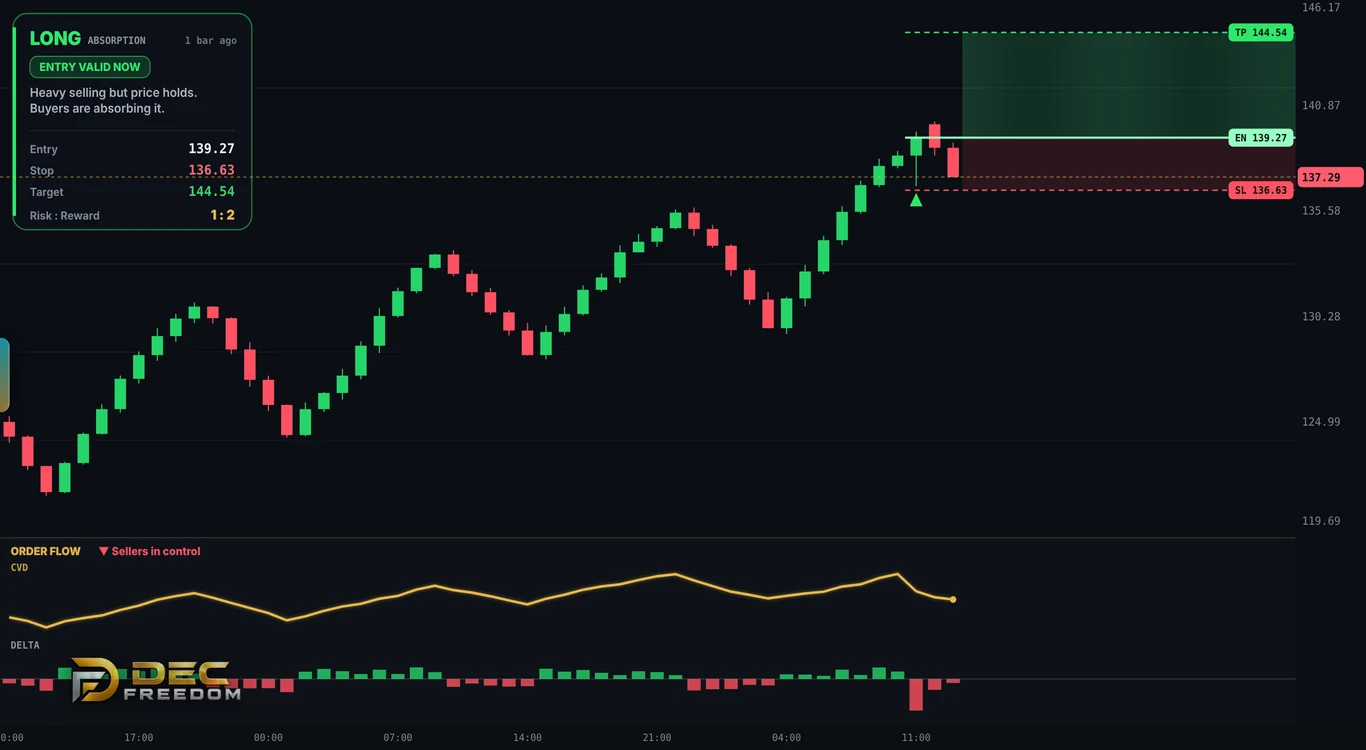 LONG ABSORPTION 1 bar ago
ENTRY VALID NOW
Heavy selling but price holds.
Buyers are absorbing it.
Entry 139.27
Stop 136.63
Target 144.54
Risk : Reward 1:2
146.17
TP 144.54
140.87
EN 139.27
137.29
SL 136.63
135.58
130.28
124.99
119.69
ORDER FLOW ▼ Sellers in control
CVD
DELTA
DEC
FREEDOM
0:00 17:00 00:00 07:00 14:00 21:00 04:00 11:00